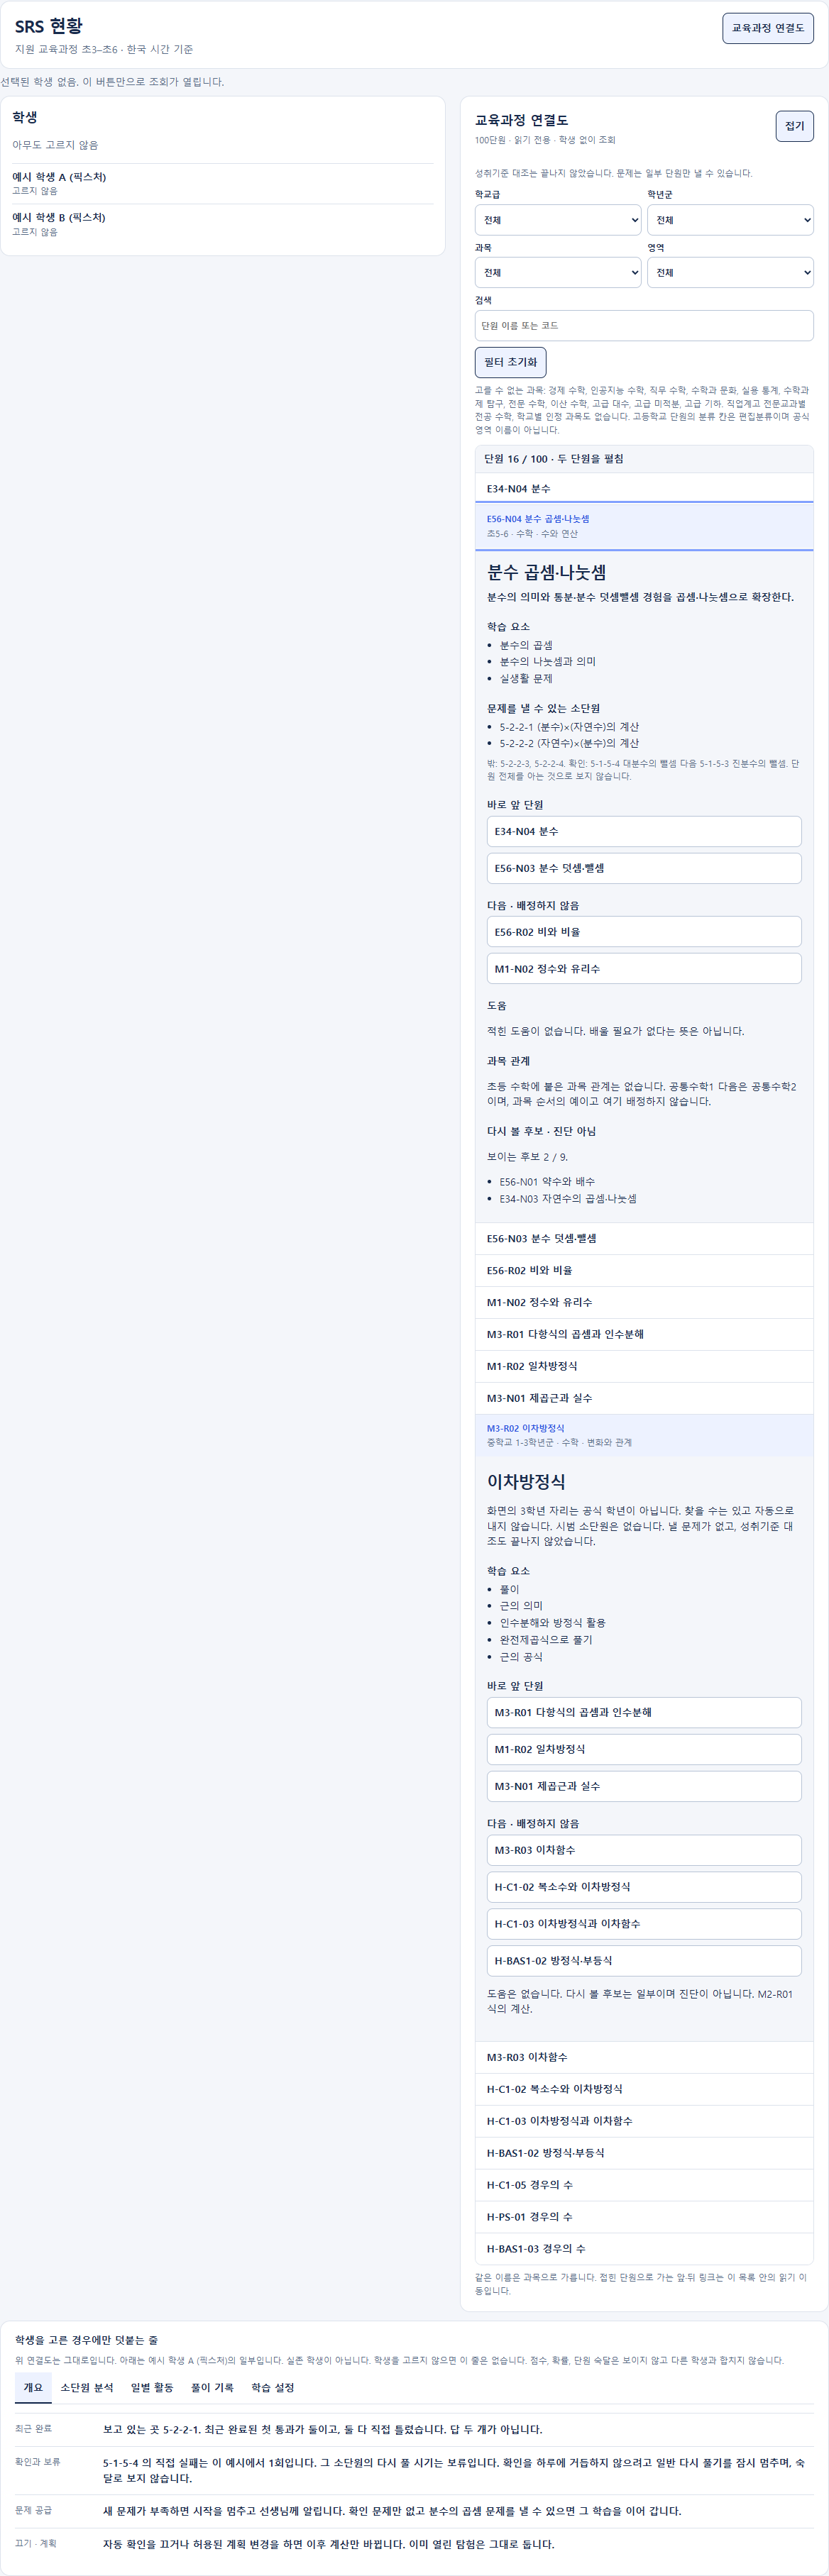 SRS 현황
지원 교육과정 초3–초6 · 한국 시간 기준
교육과정 연결도
선택된 학생 없음. 이 버튼만으로 조회가 열립니다.
학생
아무도 고르지 않음
예시 학생 A (픽스처)
고르지 않음
예시 학생 B (픽스처)
고르지 않음
교육과정 연결도
100단원 · 읽기 전용 · 학생 없이 조회
접기
성취기준 대조는 끝나지 않았습니다. 문제는 일부 단원만 낼 수 있습니다.
학교급
학년군
전체
전체
과목
영역
전체
전체
검색
단원 이름 또는 코드
필터 초기화
고를 수 없는 과목: 경제 수학, 인공지능 수학, 직무 수학, 수학과 문화, 실용 통계, 수학과
제 탐구, 전문 수학, 이산 수학, 고급 대수, 고급 미적분, 고급 기하. 직업계고 전문교과별
전공 수학, 학교별 인정 과목도 없습니다. 고등학교 단원의 분류 칸은 편집분류이며 공식
영역 이름이 아닙니다.
단원 16 / 100 · 두 단원을 펼침
E34-N04 분수
E56-N04 분수 곱셈·나눗셈
초5-6 · 수학 · 수와 연산
분수 곱셈·나눗셈
분수의 의미와 통분·분수 덧셈뺄셈 경험을 곱셈·나눗셈으로 확장한다.
학습 요소
• 분수의 곱셈
• 분수의 나눗셈과 의미
• 실생활 문제
문제를 낼 수 있는 소단원
• 5-2-2-1 (분수)×(자연수)의 계산
• 5-2-2-2 (자연수)×(분수)의 계산
밖: 5-2-2-3, 5-2-2-4. 확인: 5-1-5-4 대분수의 뺄셈 다음 5-1-5-3 진분수의 뺄셈. 단
원 전체를 아는 것으로 보지 않습니다.
바로 앞 단원
E34-N04 분수
E56-N03 분수 덧셈·뺄셈
다음 · 배정하지 않음
E56-R02 비와 비율
M1-N02 정수와 유리수
도움
적힌 도움이 없습니다. 배울 필요가 없다는 뜻은 아닙니다.
과목 관계
초등 수학에 붙은 과목 관계는 없습니다. 공통수학1 다음은 공통수학2
이며, 과목 순서의 예이고 여기 배정하지 않습니다.
다시 볼 후보 · 진단 아님
보이는 후보 2 / 9.
• E56-N01 약수와 배수
• E34-N03 자연수의 곱셈·나눗셈
E56-N03 분수 덧셈·뺄셈
E56-R02 비와 비율
M1-N02 정수와 유리수
M3-R01 다항식의 곱셈과 인수분해
M1-R02 일차방정식
M3-N01 제곱근과 실수
M3-R02 이차방정식
중학교 1-3학년군 · 수학 · 변화와 관계
이차방정식
화면의 3학년 자리는 공식 학년이 아닙니다. 찾을 수는 있고 자동으로
내지 않습니다. 시범 소단원은 없습니다. 낼 문제가 없고, 성취기준 대
조도 끝나지 않았습니다.
학습 요소
• 풀이
• 근의 의미
• 인수분해와 방정식 활용
• 완전제곱식으로 풀기
• 근의 공식
바로 앞 단원
M3-R01 다항식의 곱셈과 인수분해
M1-R02 일차방정식
M3-N01 제곱근과 실수
다음 · 배정하지 않음
M3-R03 이차함수
H-C1-02 복소수와 이차방정식
H-C1-03 이차방정식과 이차함수
H-BAS1-02 방정식·부등식
도움은 없습니다. 다시 볼 후보는 일부이며 진단이 아닙니다. M2-R01
식의 계산.
M3-R03 이차함수
H-C1-02 복소수와 이차방정식
H-C1-03 이차방정식과 이차함수
H-BAS1-02 방정식·부등식
H-C1-05 경우의 수
H-PS-01 경우의 수
H-BAS1-03 경우의 수
같은 이름은 과목으로 가릅니다. 접힌 단원으로 가는 앞·뒤 링크는 이 목록 안의 읽기 이
동입니다.
학생을 고른 경우에만 덧붙는 줄
위 연결도는 그대로입니다. 아래는 예시 학생 A (픽스처)의 일부입니다. 실존 학생이 아닙니다. 학생을 고르지 않으면 이 줄은 없습니다. 점수, 확률, 단원 숙달은 보이지 않고 다른 학생과 합치지 않습니다.
개요
소단원 분석
일별 활동
풀이 기록
학습 설정
최근 완료
보고 있는 곳 5-2-2-1. 최근 완료된 첫 통과가 둘이고, 둘 다 직접 틀렸습니다. 답 두 개가 아닙니다.
확인과 보류
5-1-5-4 의 직접 실패는 이 예시에서 1회입니다. 그 소단원의 다시 풀 시기는 보류입니다. 확인을 하루에 거듭하지 않으려고 일반 다시 풀기를 잠시 멈추며, 숙
달로 보지 않습니다.
문제 공급
새 문제가 부족하면 시작을 멈추고 선생님께 알립니다. 확인 문제만 없고 분수의 곱셈 문제를 낼 수 있으면 그 학습을 이어 갑니다.
끄기 · 계획
자동 확인을 끄거나 허용된 계획 변경을 하면 이후 계산만 바뀝니다. 이미 열린 탐험은 그대로 둡니다.